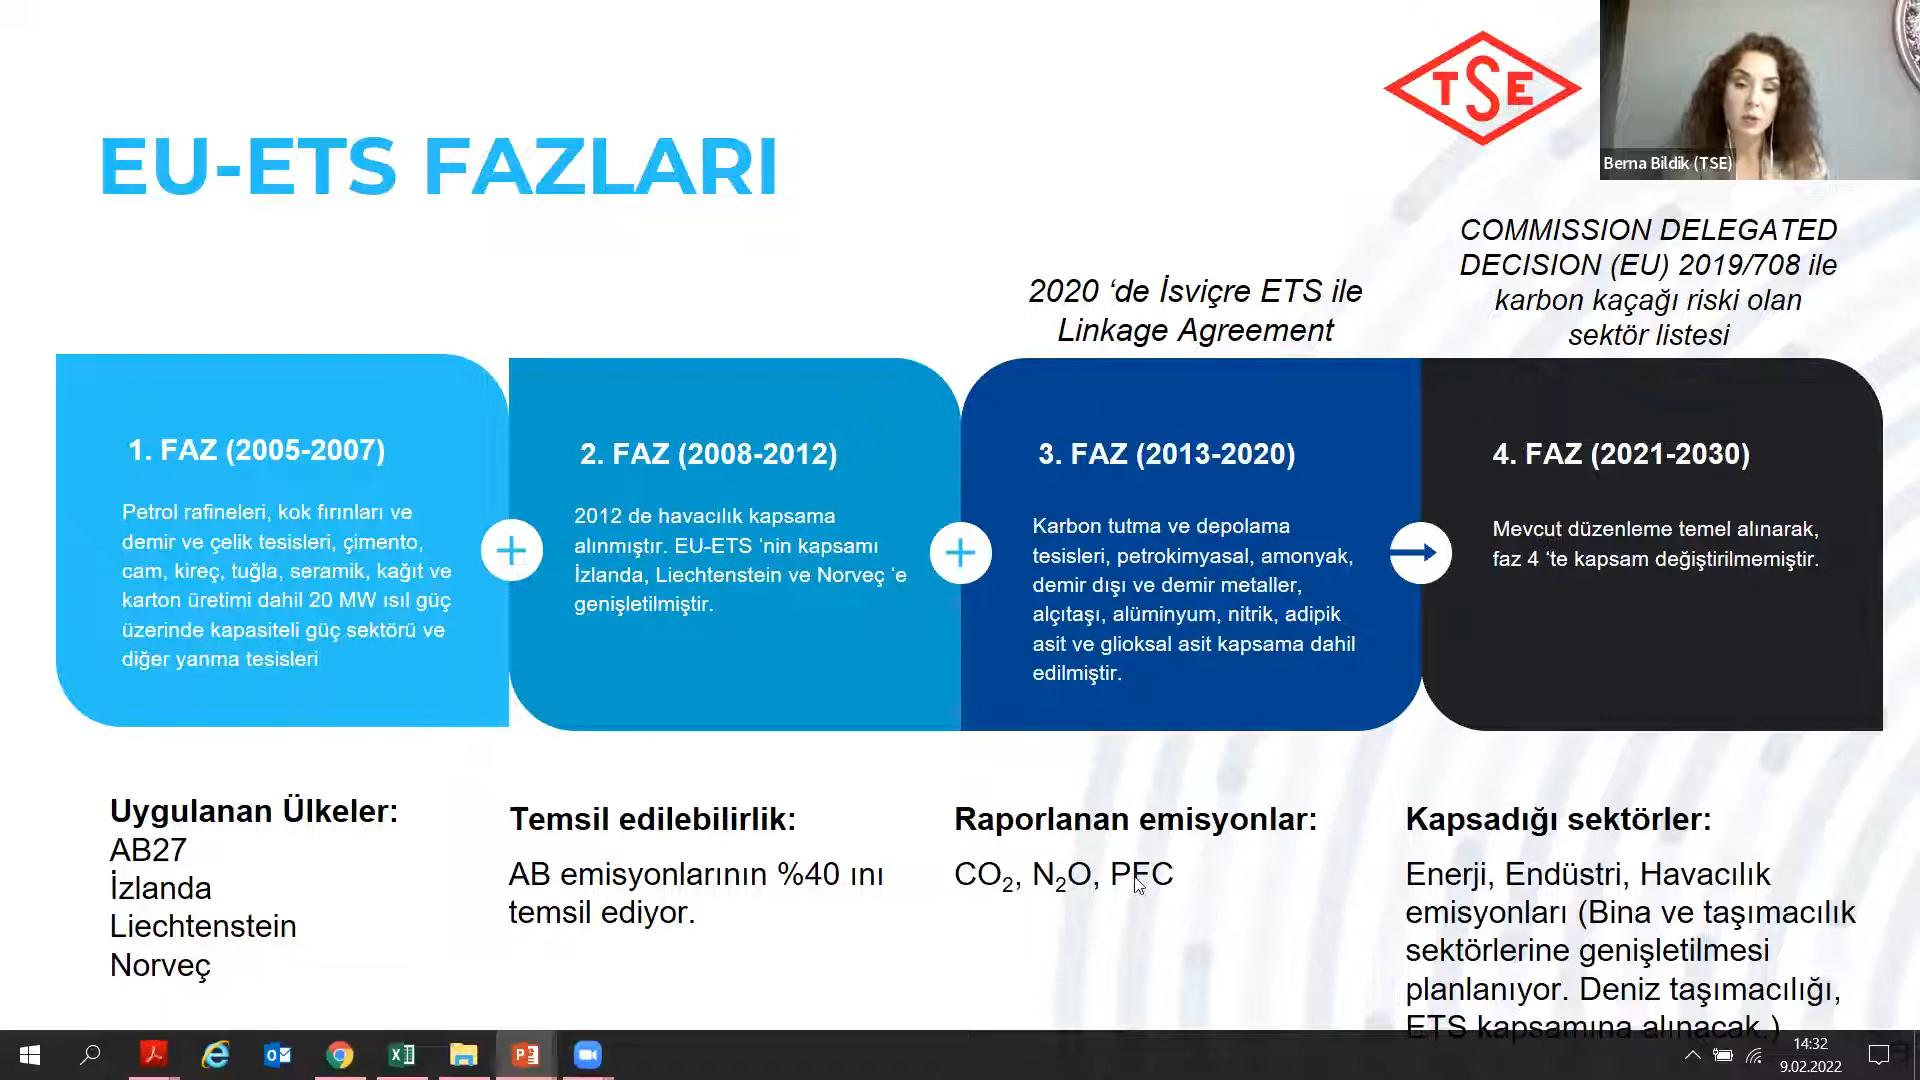 TSE
Berna Bildik (TSE)
EU-ETS FAZLARI
2020 ‘de İsviçre ETS ile
Linkage Agreement
COMMISSION DELEGATED
DECISION (EU) 2019/708 ile
karbon kaçağı riski olan
sektör listesi
1. FAZ (2005-2007)
Petrol rafineleri, kok fırınları ve
demir ve çelik tesisleri, çimento,
cam, kireç, tuğla, seramik, kağıt ve
karton üretimi dahil 20 MW ısıl güç
üzerinde kapasiteli güç sektörü ve
diğer yanma tesisleri
2. FAZ (2008-2012)
2012 de havacılık kapsama
alınmıştır. EU-ETS ‘nin kapsamı
İzlanda, Liechtenstein ve Norveç ‘e
genişletilmiştir.
3. FAZ (2013-2020)
Karbon tutma ve depolama
tesisleri, petrokimyasal, amonyak,
demir dışı ve demir metaller,
alçıtaşı, alüminyum, nitrik, adipik
asit ve glioksal asit kapsama dahil
edilmiştir.
4. FAZ (2021-2030)
Mevcut düzenleme temel alınarak,
faz 4 ‘te kapsam değiştirilmemiştir.
Uygulanan Ülkeler:
AB27
İzlanda
Liechtenstein
Norveç
Temsil edilebilirlik:
AB emisyonlarının %40 ını
temsil ediyor.
Raporlanan emisyonlar:
CO₂, N₂O, PFC
Kapsadığı sektörler:
Enerji, Endüstri, Havacılık
emisyonları (Bina ve taşımacılık
sektörlerine genişletilmesi
planlanıyor. Deniz taşımacılığı,
ETS kapsamına alınacak.)
14:32
9.02.2022